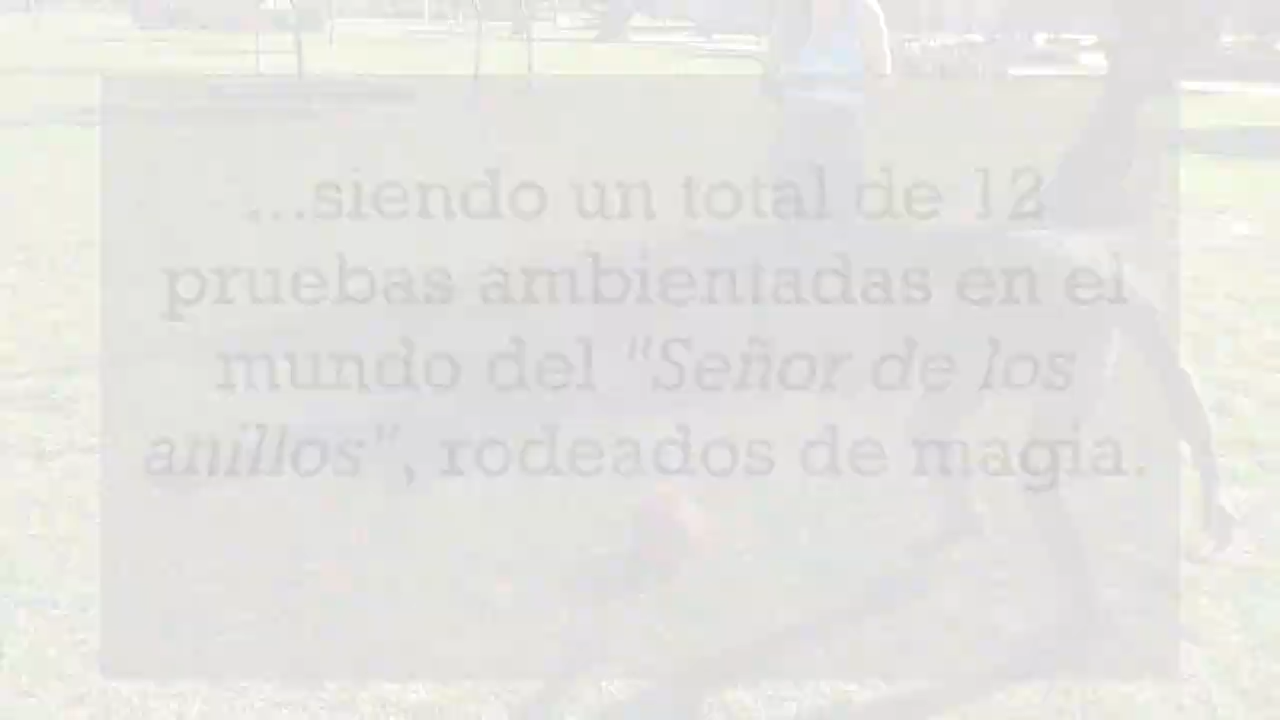 ...siendo un total de 12
pruebas ambientadas en el
mundo del "Señor de los
anillos", rodeados de magia.